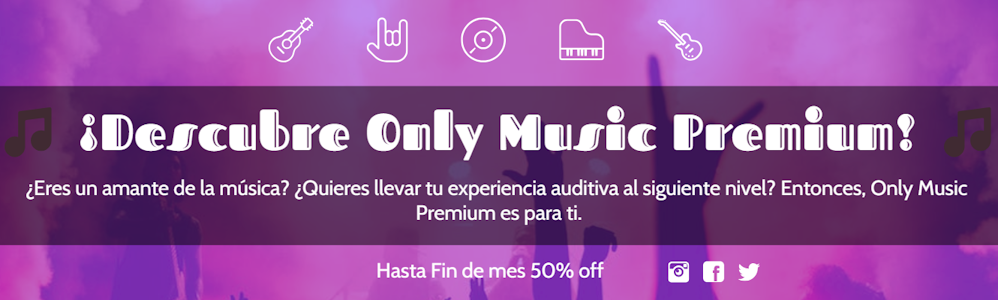 ¡Descubre Only Music Premium!
¿Eres un amante de la música? ¿Quieres llevar tu experiencia auditiva al siguiente nivel? Entonces, Only Music
Premium es para ti.
Hasta Fin de mes 50% off